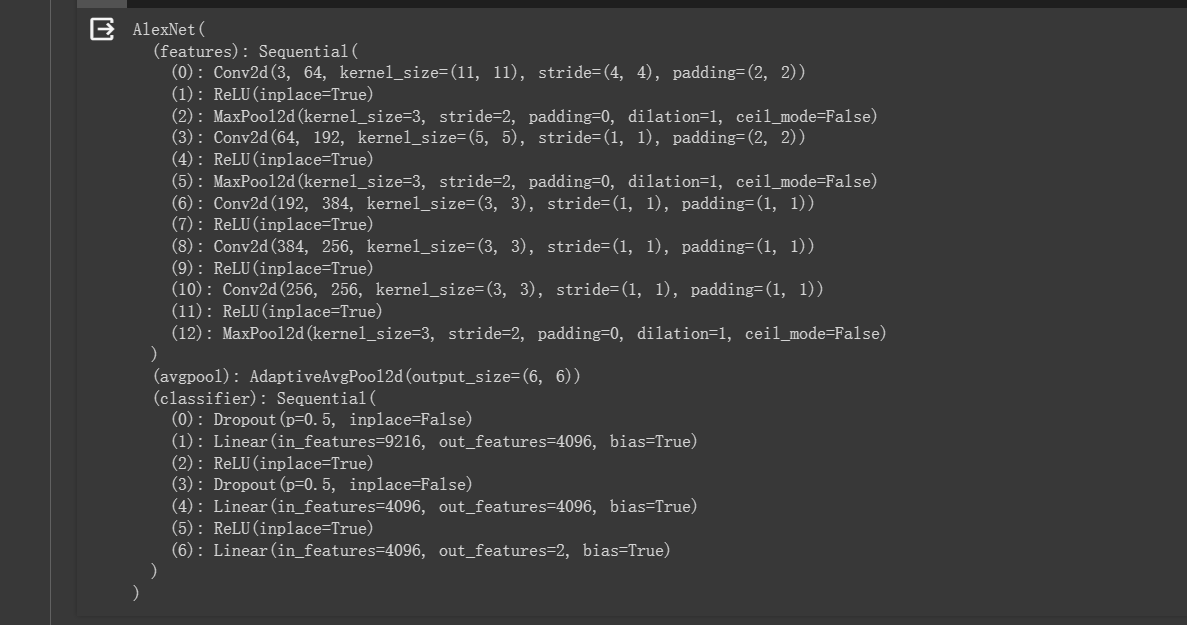 AlexNet(
  (features): Sequential(
    (0): Conv2d(3, 64, kernel_size=(11, 11), stride=(4, 4), padding=(2, 2))
    (1): ReLU(inplace=True)
    (2): MaxPool2d(kernel_size=3, stride=2, padding=0, dilation=1, ceil_mode=False)
    (3): Conv2d(64, 192, kernel_size=(5, 5), stride=(1, 1), padding=(2, 2))
    (4): ReLU(inplace=True)
    (5): MaxPool2d(kernel_size=3, stride=2, padding=0, dilation=1, ceil_mode=False)
    (6): Conv2d(192, 384, kernel_size=(3, 3), stride=(1, 1), padding=(1, 1))
    (7): ReLU(inplace=True)
    (8): Conv2d(384, 256, kernel_size=(3, 3), stride=(1, 1), padding=(1, 1))
    (9): ReLU(inplace=True)
    (10): Conv2d(256, 256, kernel_size=(3, 3), stride=(1, 1), padding=(1, 1))
    (11): ReLU(inplace=True)
    (12): MaxPool2d(kernel_size=3, stride=2, padding=0, dilation=1, ceil_mode=False)
  )
  (avgpool): AdaptiveAvgPool2d(output_size=(6, 6))
  (classifier): Sequential(
    (0): Dropout(p=0.5, inplace=False)
    (1): Linear(in_features=9216, out_features=4096, bias=True)
    (2): ReLU(inplace=True)
    (3): Dropout(p=0.5, inplace=False)
    (4): Linear(in_features=4096, out_features=4096, bias=True)
    (5): ReLU(inplace=True)
    (6): Linear(in_features=4096, out_features=2, bias=True)
  )
)